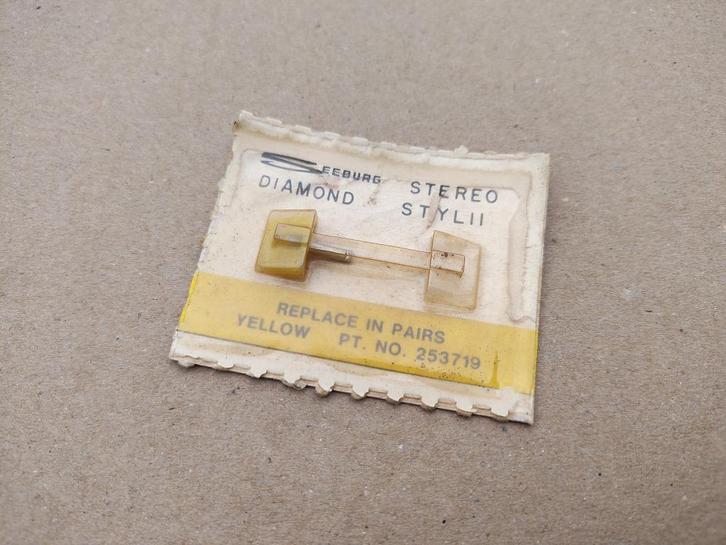 SEEBURG STEREO
DIAMOND STYLII
REPLACE IN PAIRS
YELLOW PT. NO. 253719